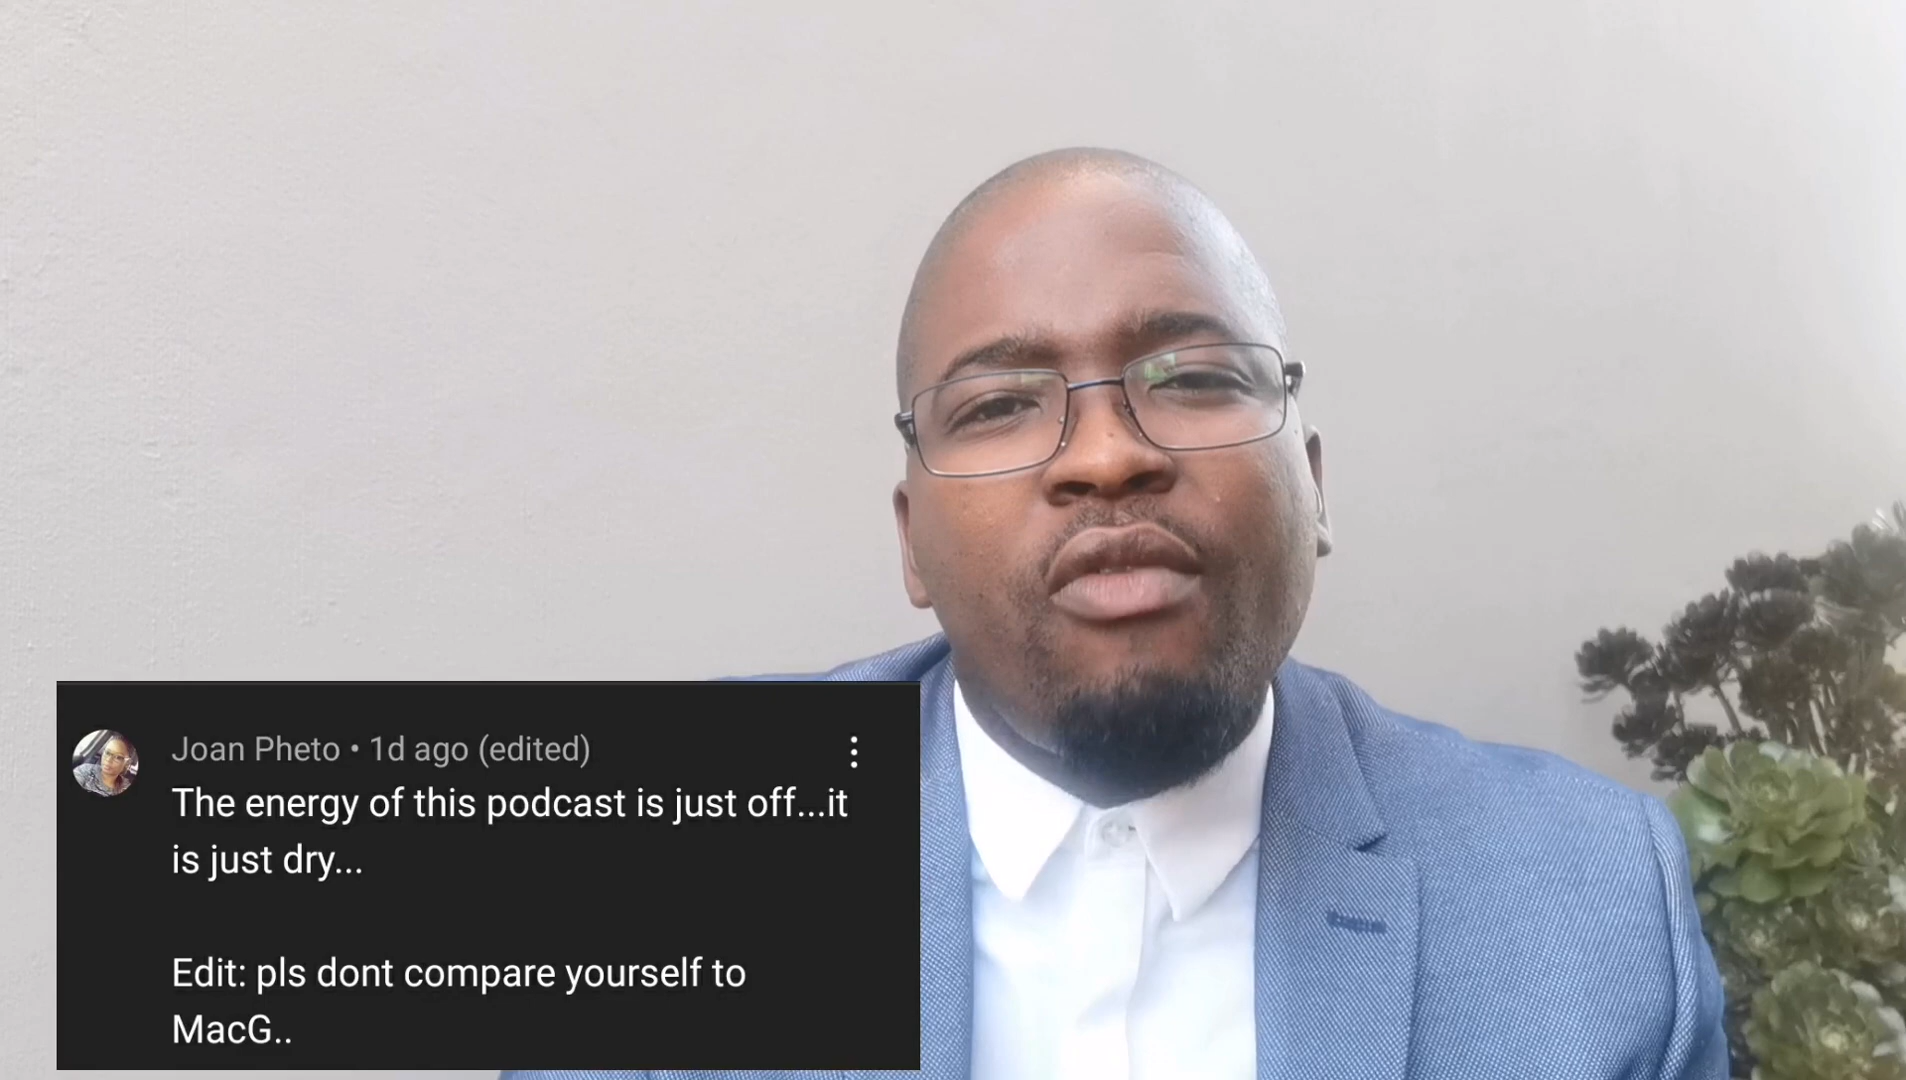 Joan Pheto • 1d ago (edited)
The energy of this podcast is just off...it
is just dry...
Edit: pls dont compare yourself to
MacG..